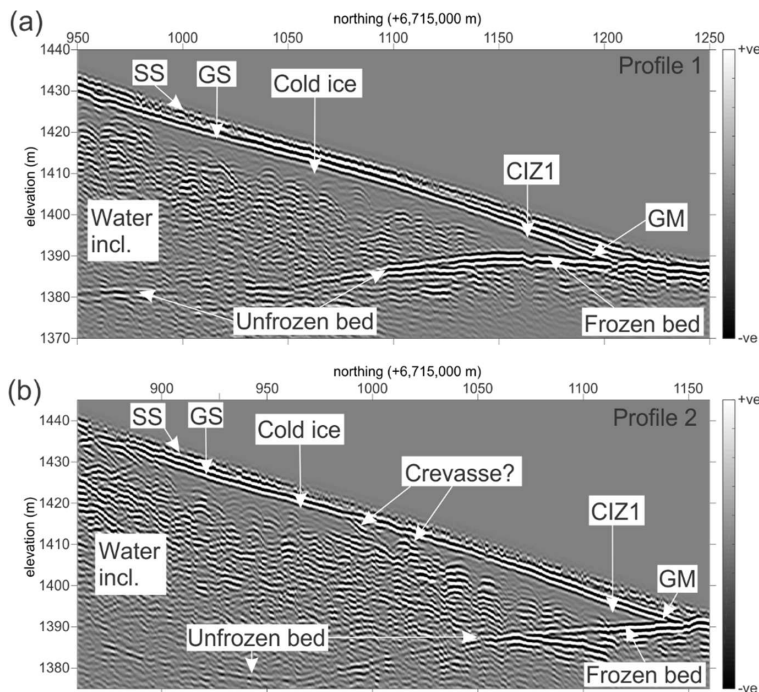 (a)
northing (+6,715,000 m)
950 1000 1050 1100 1150 1200 1250
1440
1430
1420
1410
1400
1390
1380
1370
elevation (m)
Profile 1
+ve
-ve
SS
GS
Cold ice
CIZ1
GM
Water
incl.
Unfrozen bed
Frozen bed
(b)
northing (+6,715,000 m)
900 950 1000 1050 1100 1150
1440
1430
1420
1410
1400
1390
1380
elevation (m)
Profile 2
+ve
-ve
SS
GS
Cold ice
Crevasse?
CIZ1
GM
Water
incl.
Unfrozen bed
Frozen bed